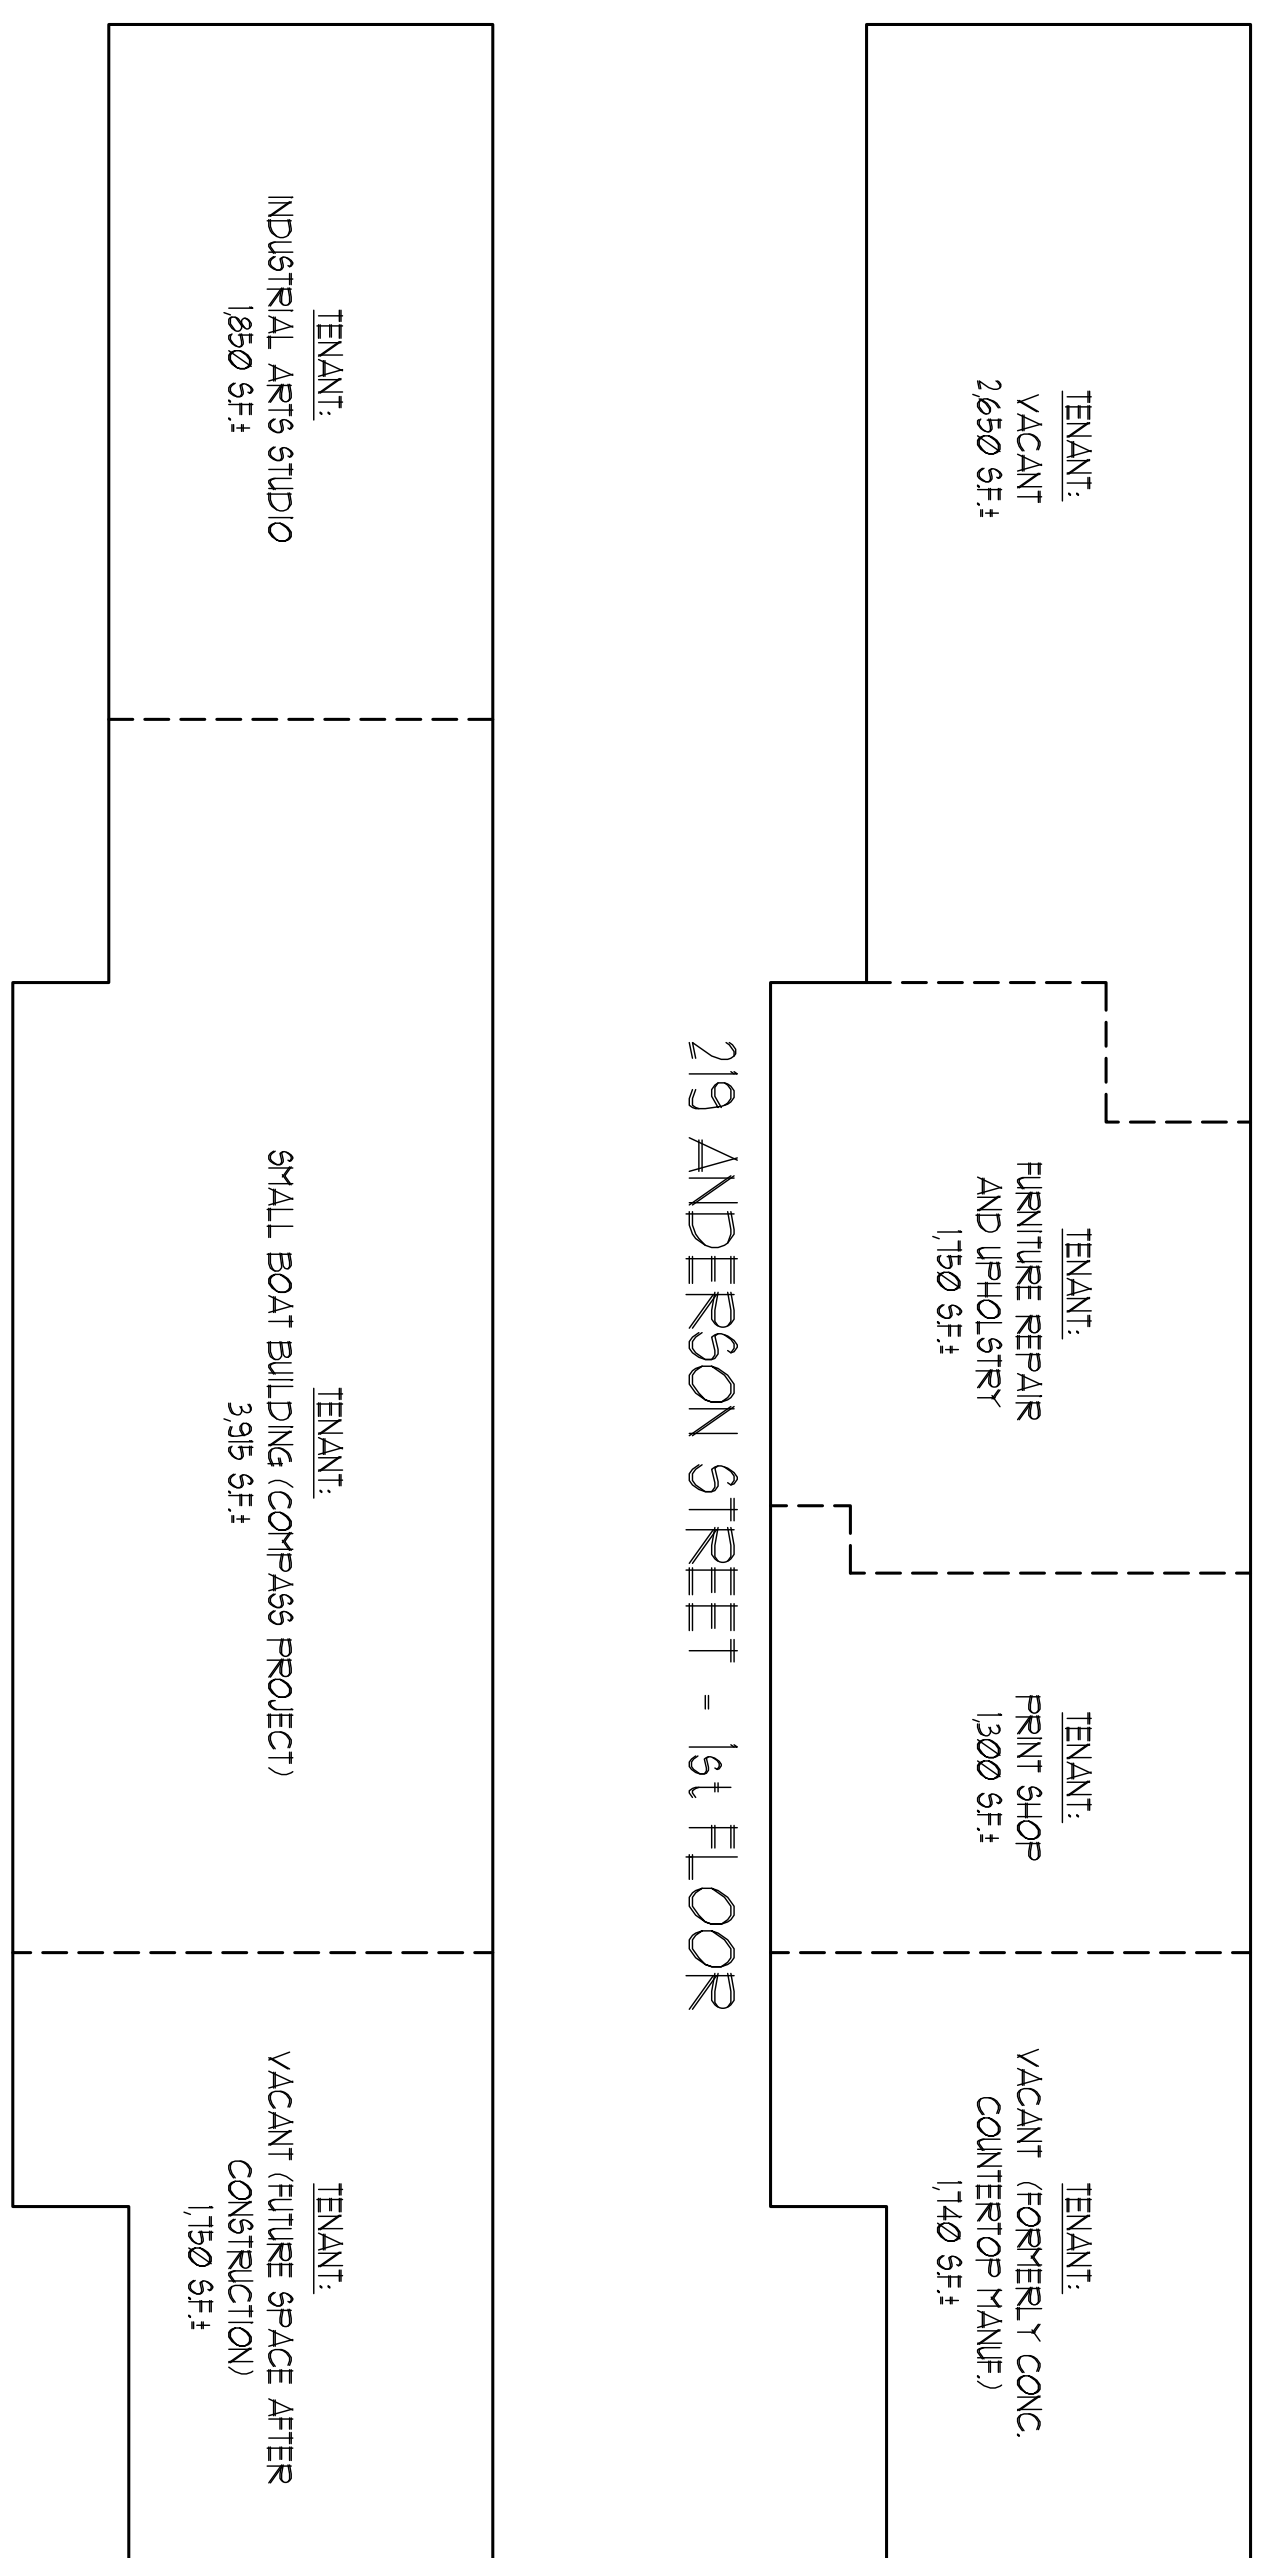 TENANT:
VACANT
2,650 S.F.±
TENANT:
FURNITURE REPAIR
AND UPHOLSTRY
1,750 S.F.±
TENANT:
PRINT SHOP
1,300 S.F.±
TENANT:
VACANT (FORMERLY CONC.
COUNTERTOP MANUF.)
1,740 S.F.±
219 ANDERSON STREET - 1st FLOOR
TENANT:
INDUSTRIAL ARTS STUDIO
1,850 S.F.±
TENANT:
SMALL BOAT BUILDING (COMPASS PROJECT)
3,915 S.F.±
TENANT:
VACANT (FUTURE SPACE AFTER
CONSTRUCTION)
1,750 S.F.±